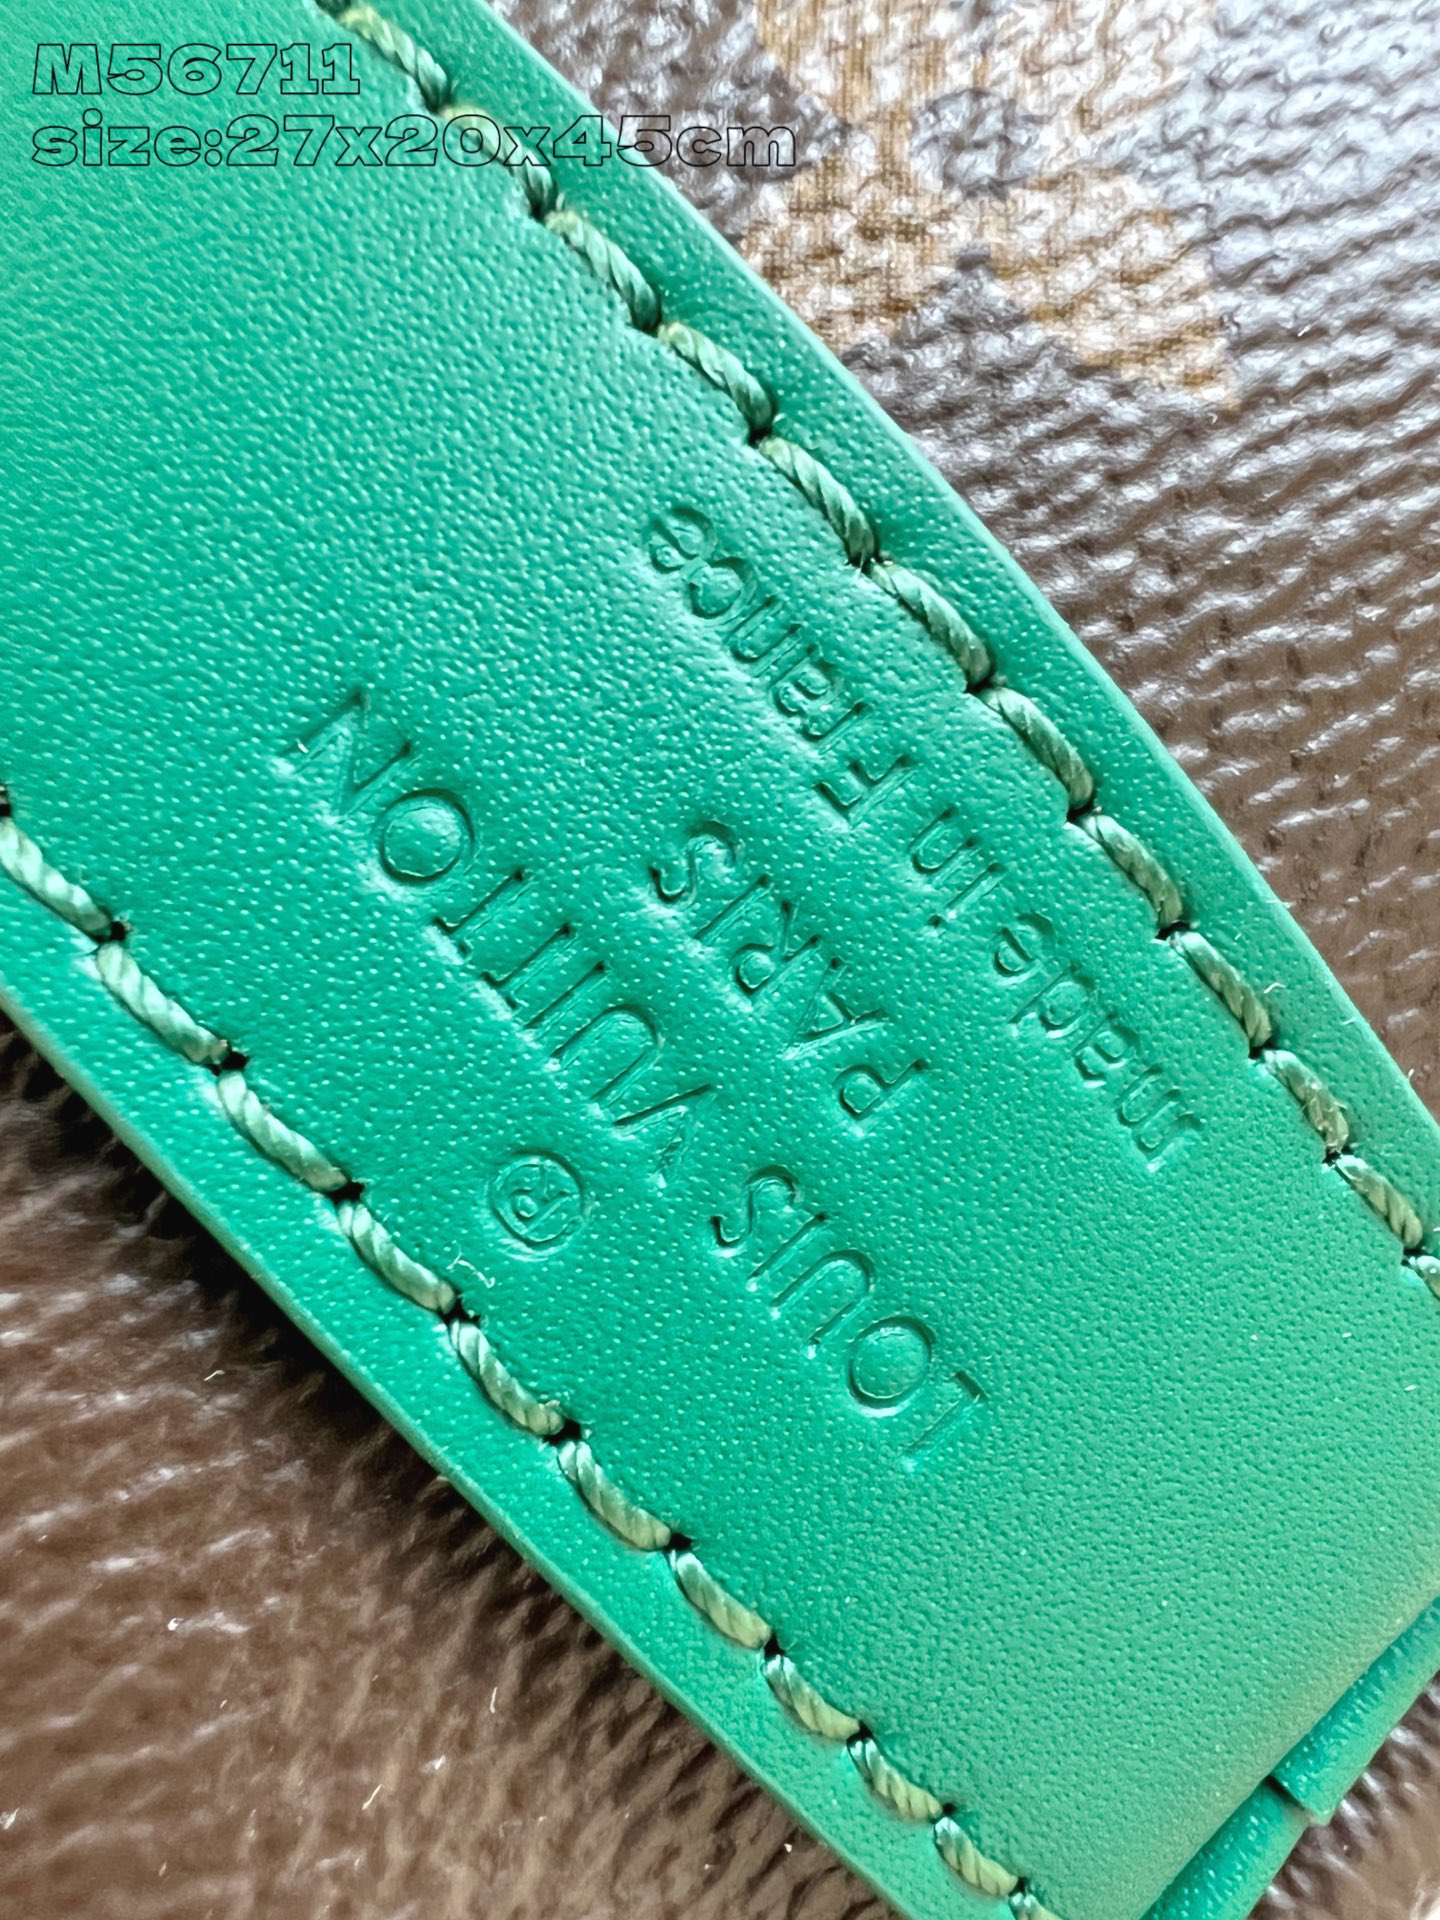 M56711
size:27x20x45cm
®
LOUIS VUITTON
PARIS
made in France